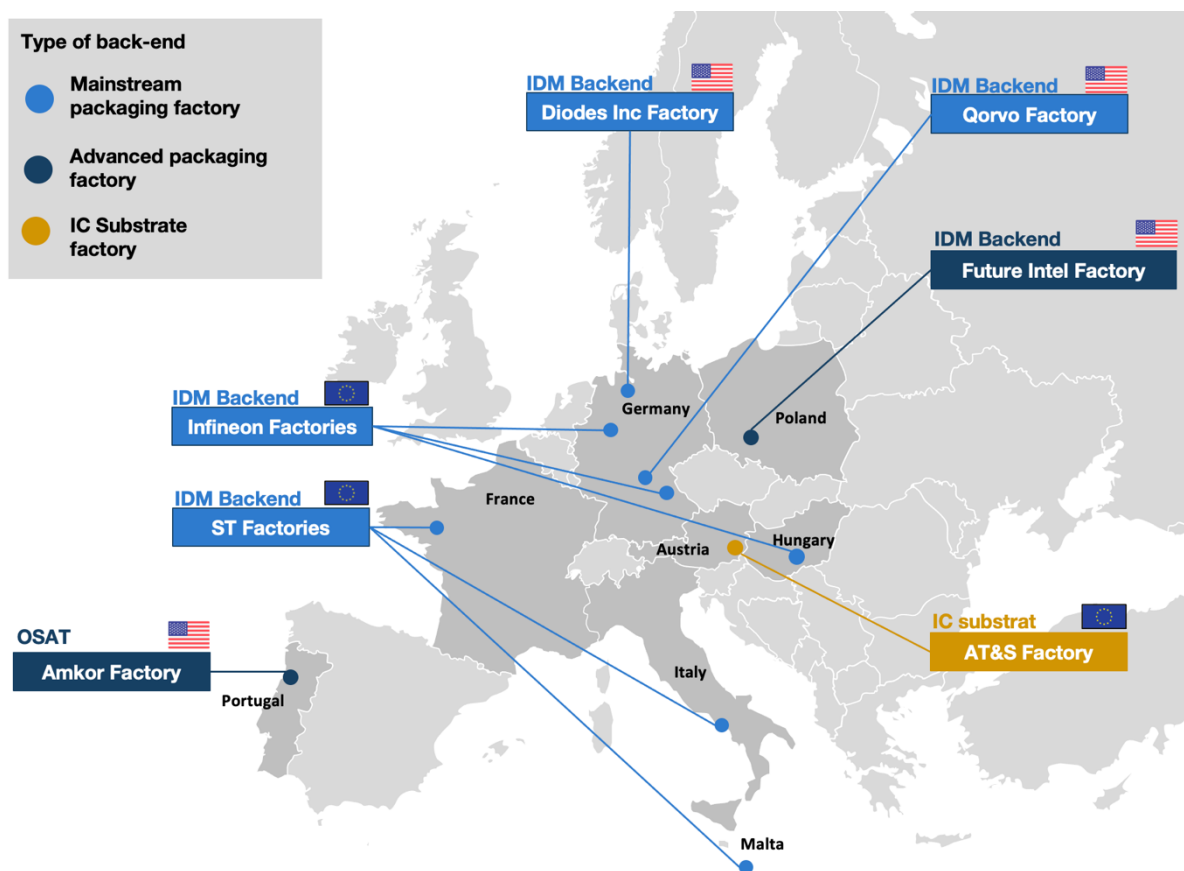 Type of back-end
Mainstream
packaging factory
Advanced packaging
factory
IC Substrate
factory
IDM Backend
Diodes Inc Factory
IDM Backend
Qorvo Factory
IDM Backend
Future Intel Factory
IDM Backend
Infineon Factories
IDM Backend
ST Factories
OSAT
Amkor Factory
IC substrat
AT&S Factory
Germany
Poland
France
Austria
Hungary
Italy
Portugal
Malta